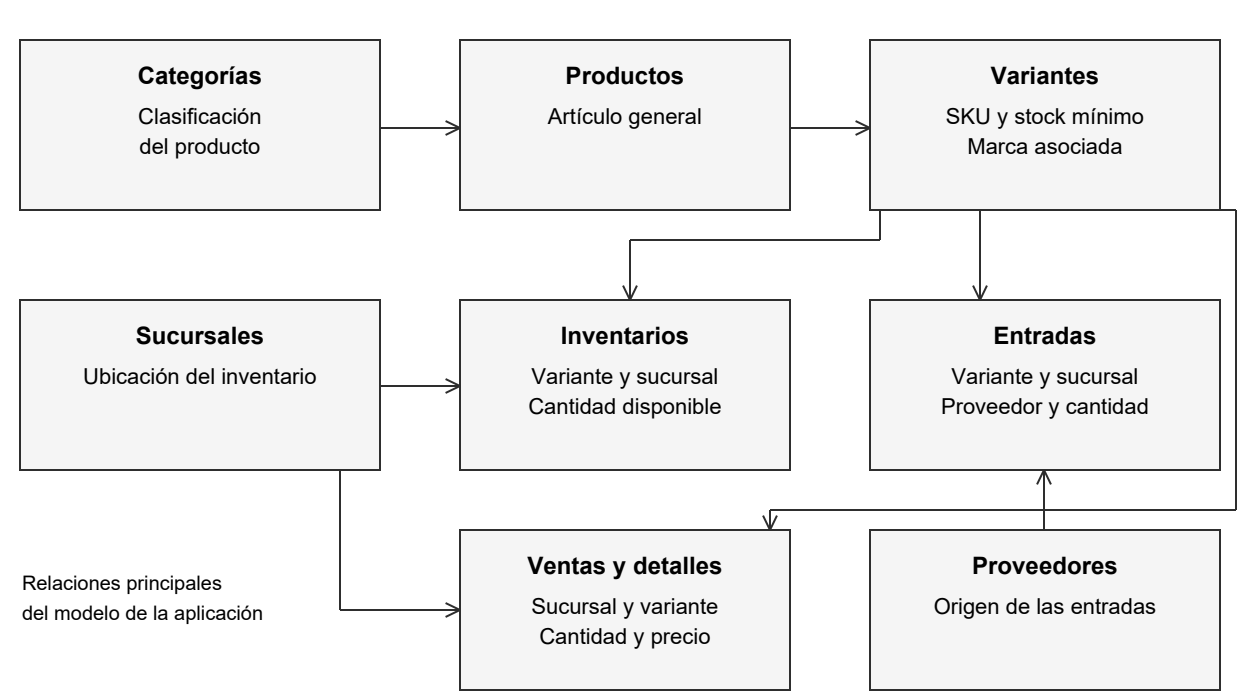 Categorías
Clasificación
del producto
Productos
Artículo general
Variantes
SKU y stock mínimo
Marca asociada
Sucursales
Ubicación del inventario
Inventarios
Variante y sucursal
Cantidad disponible
Entradas
Variante y sucursal
Proveedor y cantidad
Relaciones principales
del modelo de la aplicación
Ventas y detalles
Sucursal y variante
Cantidad y precio
Proveedores
Origen de las entradas